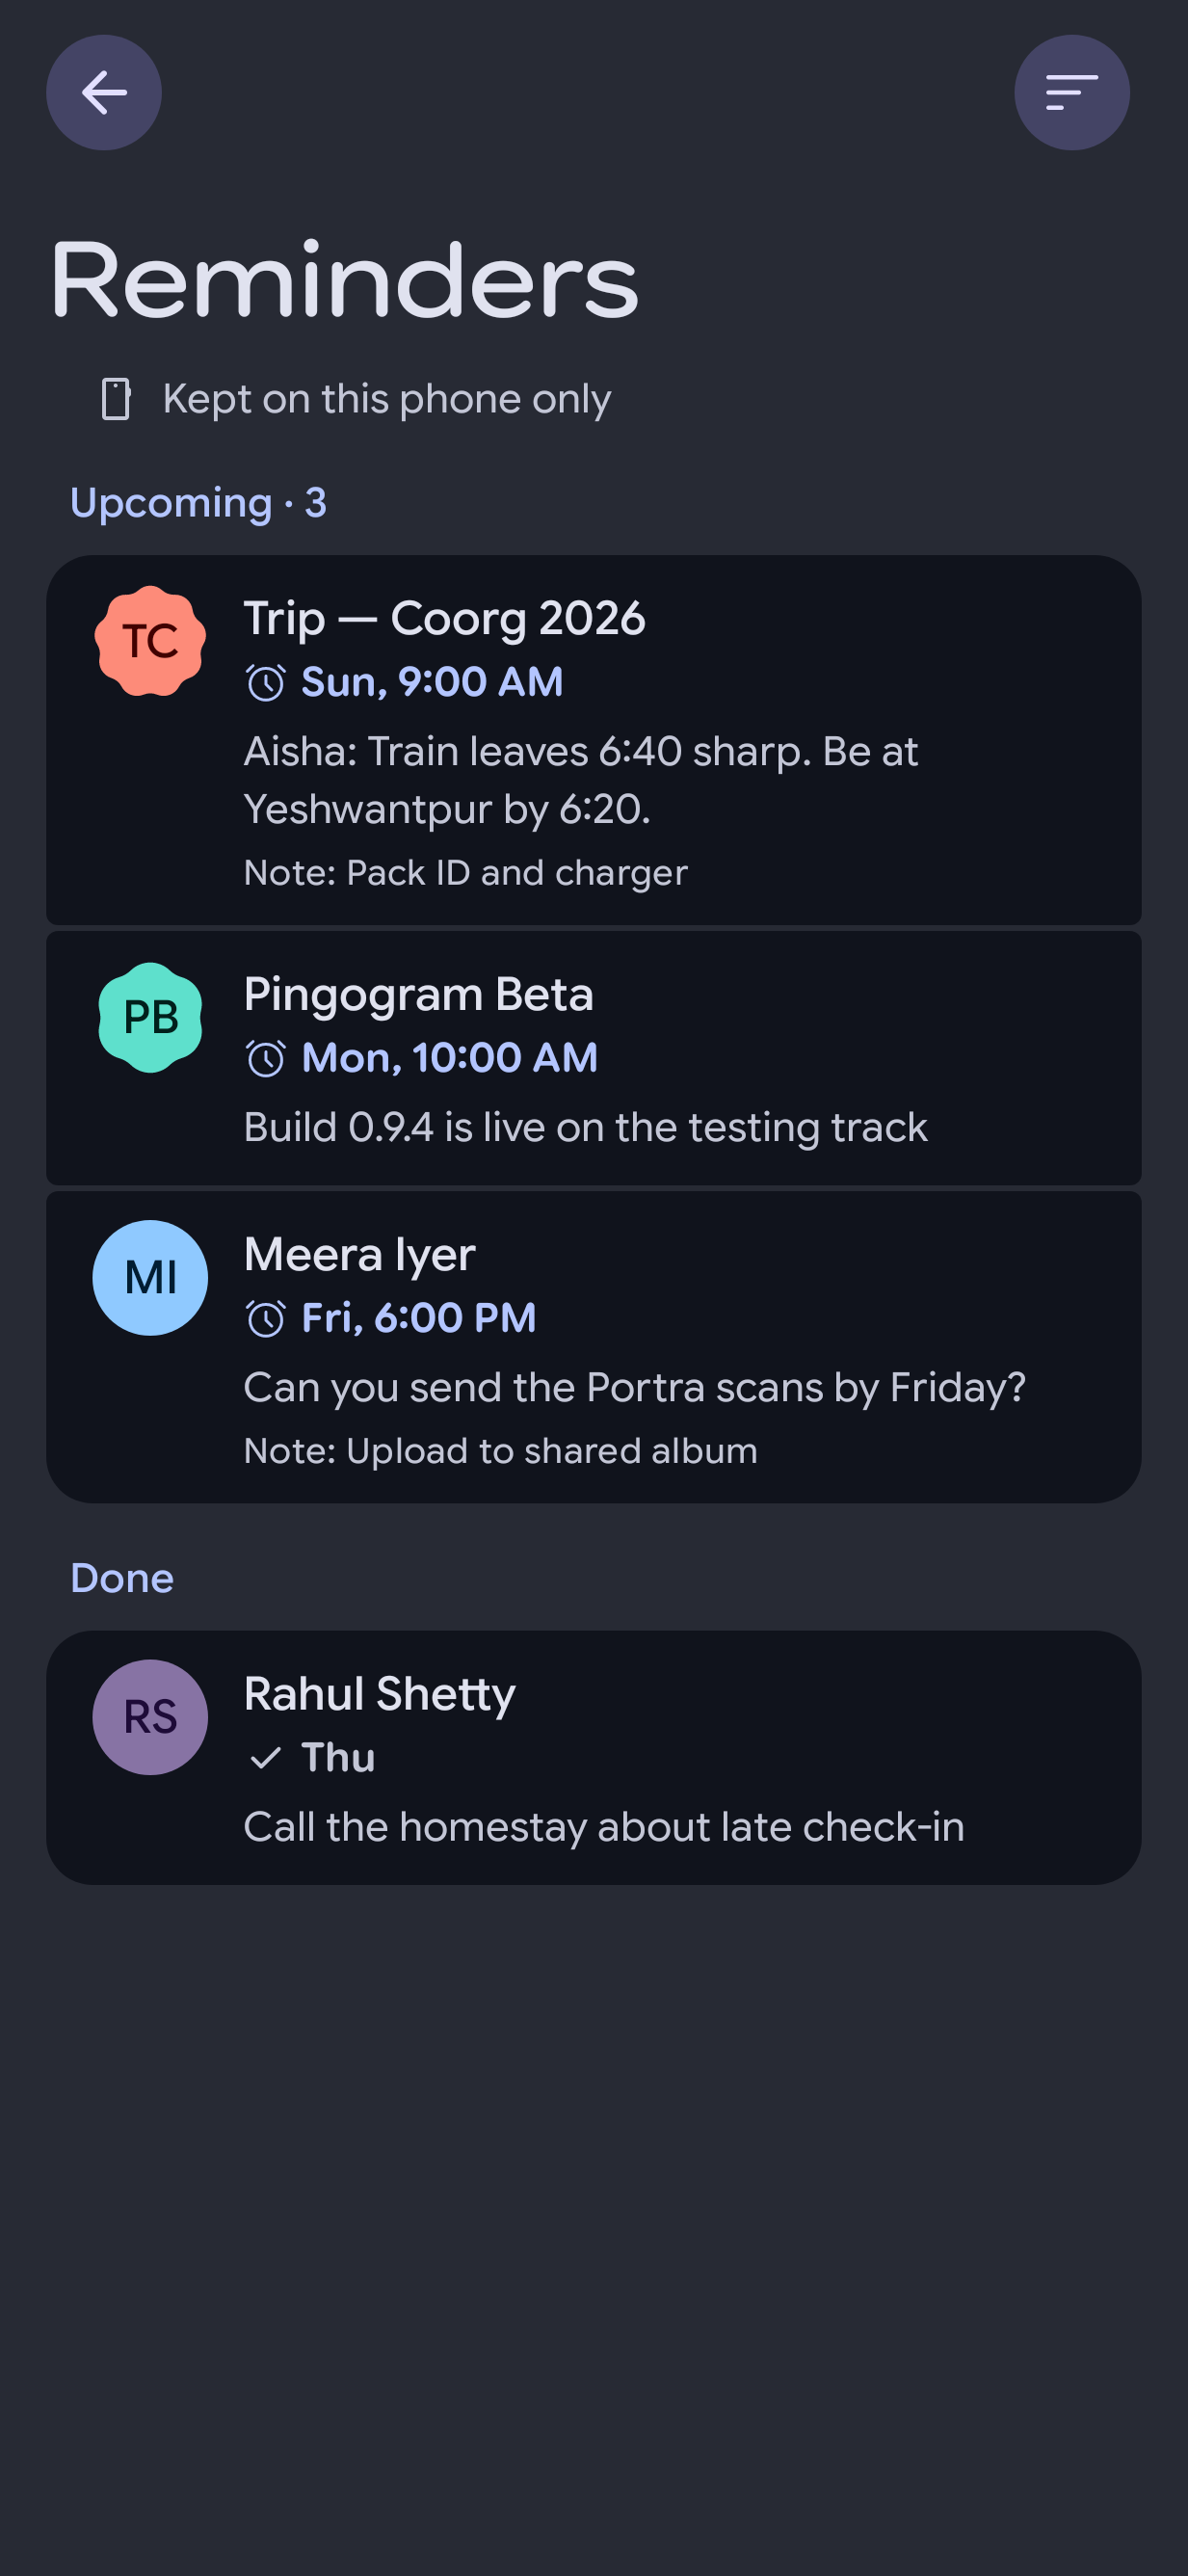 Reminders
Kept on this phone only
Upcoming · 3
TC
Trip — Coorg 2026
Sun, 9:00 AM
Aisha: Train leaves 6:40 sharp. Be at
Yeshwantpur by 6:20.
Note: Pack ID and charger
PB
Pingogram Beta
Mon, 10:00 AM
Build 0.9.4 is live on the testing track
MI
Meera Iyer
Fri, 6:00 PM
Can you send the Portra scans by Friday?
Note: Upload to shared album
Done
RS
Rahul Shetty
Thu
Call the homestay about late check-in